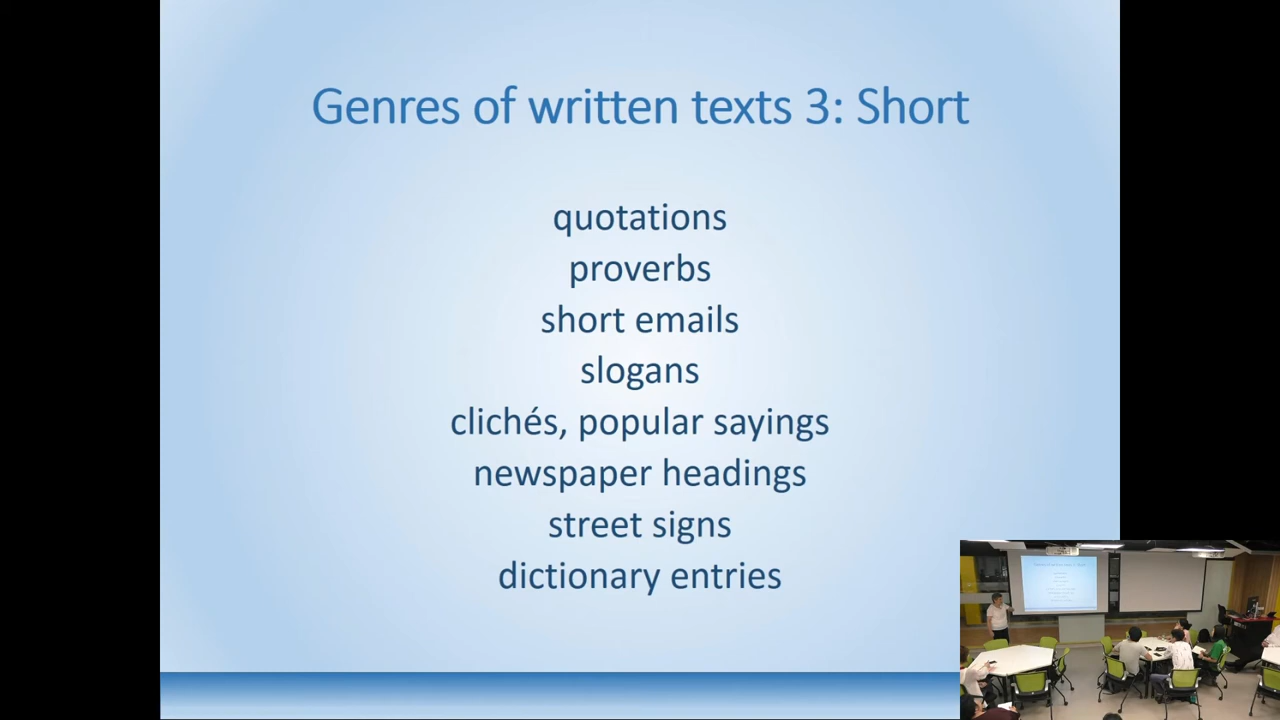 Genres of written texts 3: Short
quotations
proverbs
short emails
slogans
clichés, popular sayings
newspaper headings
street signs
dictionary entries